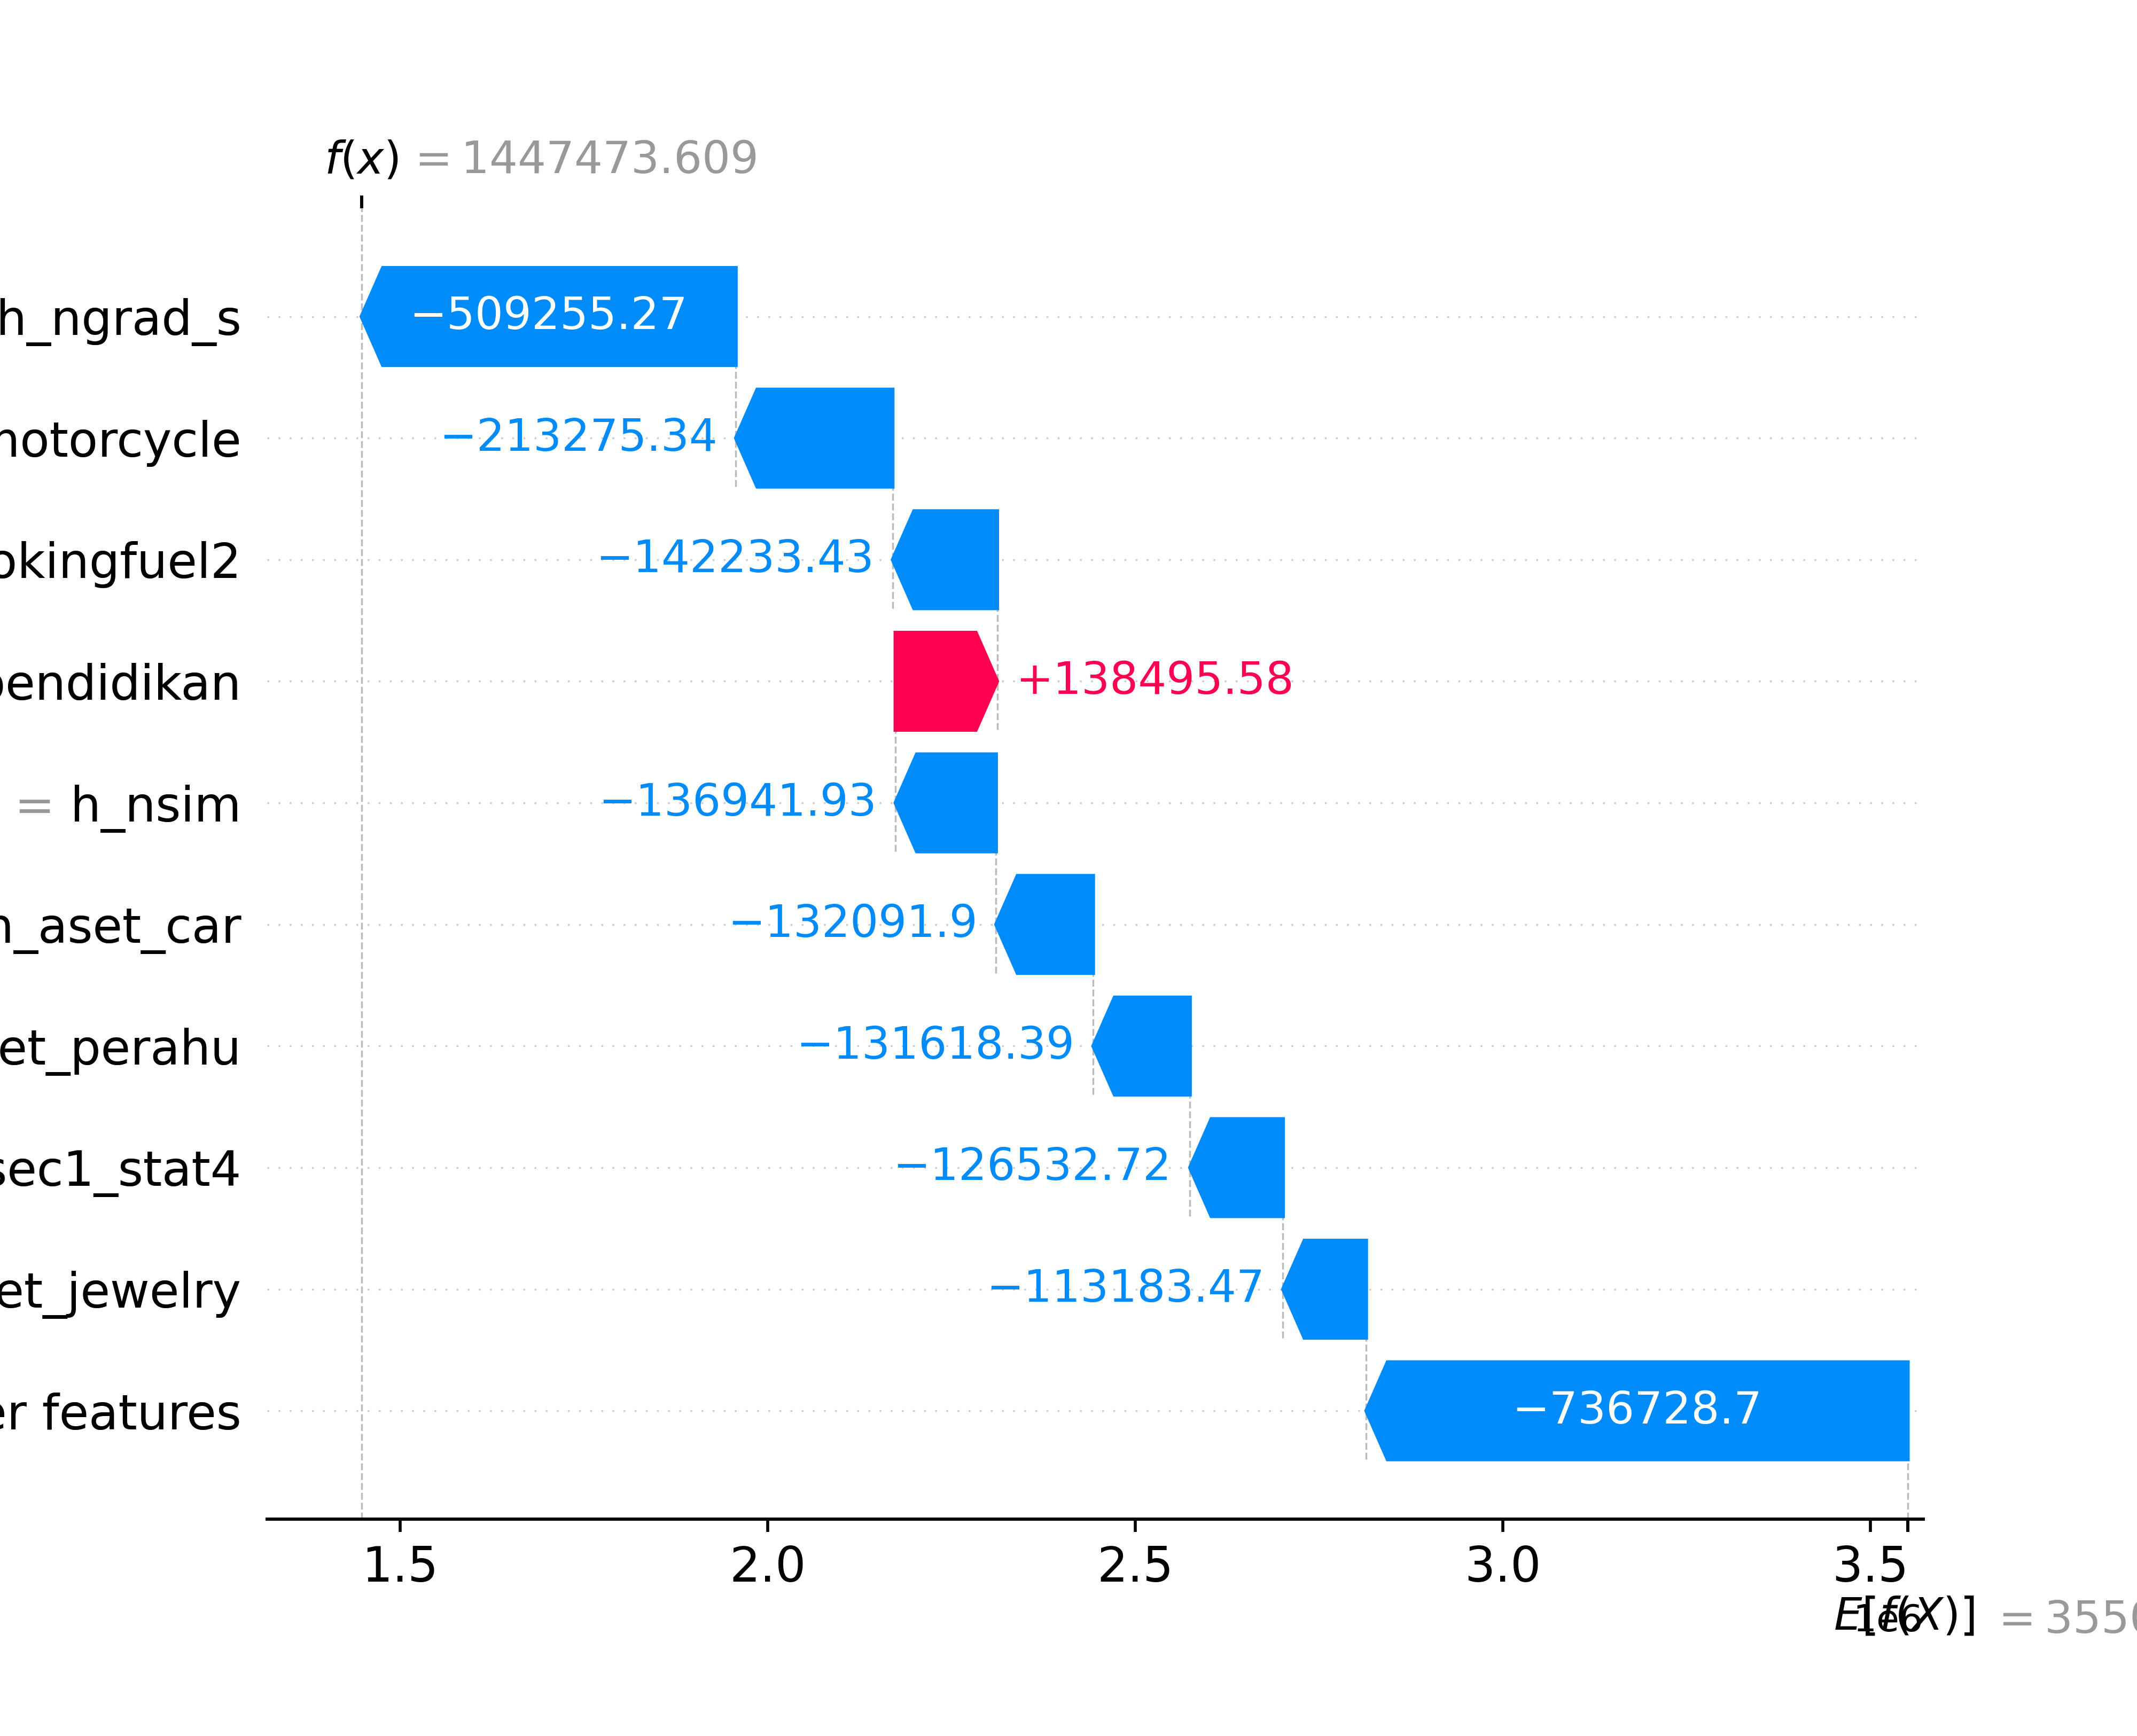 f(x) = 1447473.609
h_ngrad_s
−509255.27
motorcycle
−213275.34
okingfuel2
−142233.43
pendidikan
+138495.58
= h_nsim
−136941.93
h_aset_car
−132091.9
et_perahu
−131618.39
sec1_stat4
−126532.72
et_jewelry
−113183.47
er features
−736728.7
1.5 2.0 2.5 3.0 3.5
1e6
E[f(X)] = 3550